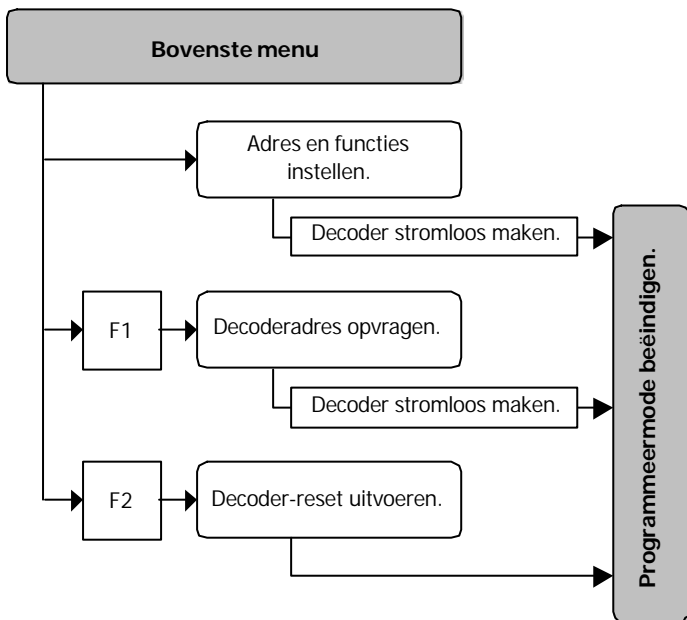 Bovenste menu
Adres en functies
instellen.
Decoder stromloos maken.
F1
Decoderadres opvragen.
Decoder stromloos maken.
F2
Decoder-reset uitvoeren.
Programmeermode beëindigen.